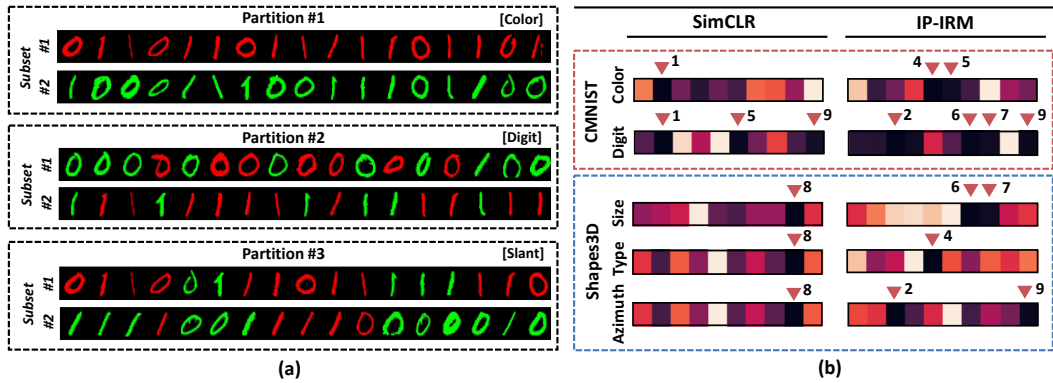 Partition #1 [Color]
Subset
#1
#2
Partition #2 [Digit]
Subset
#1
#2
Partition #3 [Slant]
Subset
#1
#2
(a)
SimCLR IP-IRM
CMNIST
Color
1 4 5
Digit
1 5 9 2 6 7 9
Shapes3D
Size
8 6 7
Type
8 4
Azimuth
8 2 9
(b)